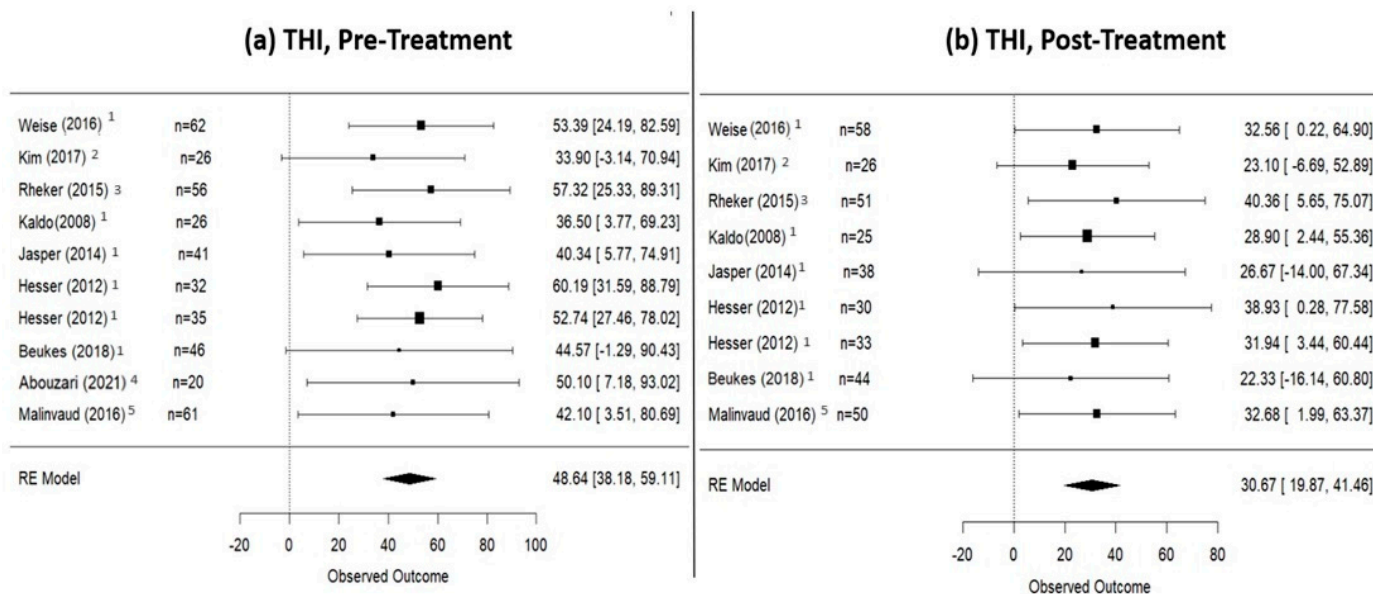 (a) THI, Pre-Treatment
Weise (2016) 1 n=62 53.39 [24.19, 82.59]
Kim (2017) 2 n=26 33.90 [-3.14, 70.94]
Rheker (2015) 3 n=56 57.32 [25.33, 89.31]
Kaldo(2008) 1 n=26 36.50 [ 3.77, 69.23]
Jasper (2014) 1 n=41 40.34 [ 5.77, 74.91]
Hesser (2012) 1 n=32 60.19 [31.59, 88.79]
Hesser (2012) 1 n=35 52.74 [27.46, 78.02]
Beukes (2018) 1 n=46 44.57 [-1.29, 90.43]
Abouzari (2021) 4 n=20 50.10 [ 7.18, 93.02]
Malinvaud (2016) 5 n=61 42.10 [ 3.51, 80.69]
RE Model 48.64 [38.18, 59.11]
-20 0 20 40 60 80 100
Observed Outcome
(b) THI, Post-Treatment
Weise (2016) 1 n=58 32.56 [ 0.22, 64.90]
Kim (2017) 2 n=26 23.10 [ -6.69, 52.89]
Rheker (2015) 3 n=51 40.36 [ 5.65, 75.07]
Kaldo(2008) 1 n=25 28.90 [ 2.44, 55.36]
Jasper (2014) 1 n=38 26.67 [-14.00, 67.34]
Hesser (2012) 1 n=30 38.93 [ 0.28, 77.58]
Hesser (2012) 1 n=33 31.94 [ 3.44, 60.44]
Beukes (2018) 1 n=44 22.33 [-16.14, 60.80]
Malinvaud (2016) 5 n=50 32.68 [ 1.99, 63.37]
RE Model 30.67 [ 19.87, 41.46]
-20 0 20 40 60 80
Observed Outcome